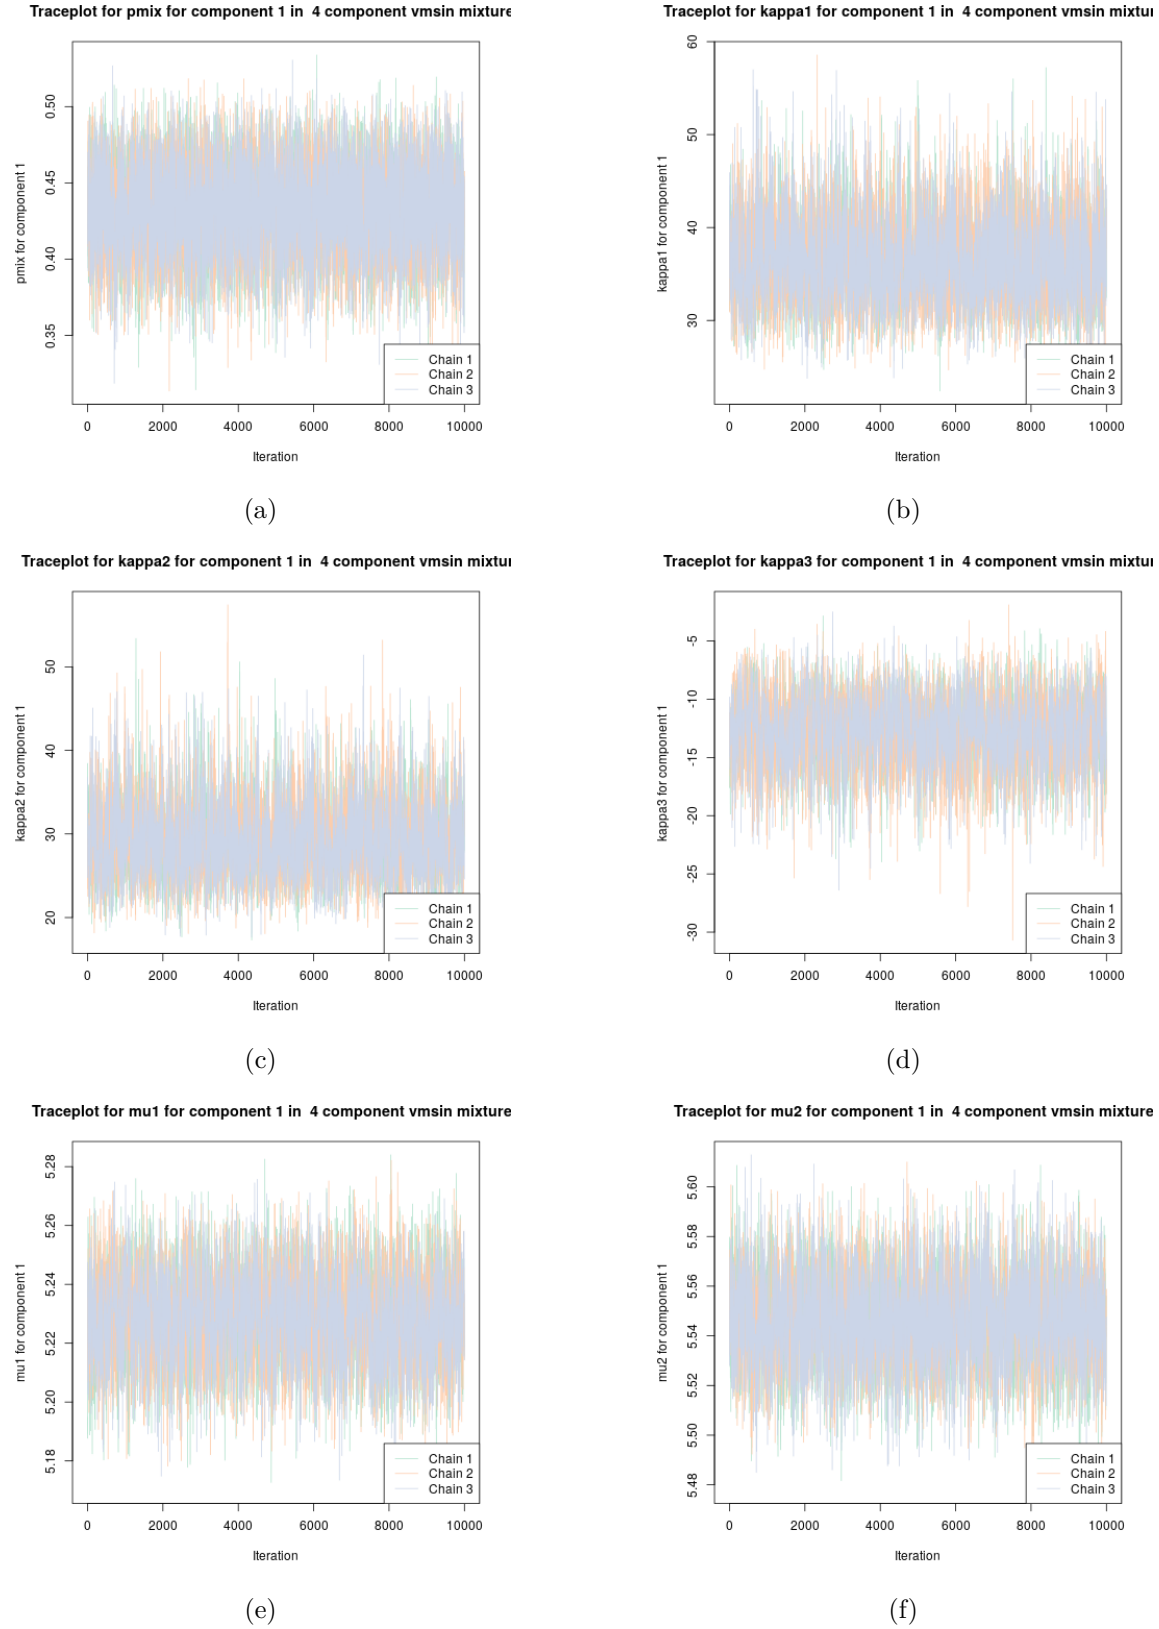 Traceplot for pmix for component 1 in  4 component vmsin mixture
pmix for component 1
0.50
0.45
0.40
0.35
Chain 1
Chain 2
Chain 3
0 2000 4000 6000 8000 10000
Iteration
(a)
Traceplot for kappa1 for component 1 in  4 component vmsin mixtur
kappa1 for component 1
60
50
40
30
Chain 1
Chain 2
Chain 3
0 2000 4000 6000 8000 10000
Iteration
(b)
Traceplot for kappa2 for component 1 in  4 component vmsin mixtur
kappa2 for component 1
50
40
30
20
Chain 1
Chain 2
Chain 3
0 2000 4000 6000 8000 10000
Iteration
(c)
Traceplot for kappa3 for component 1 in  4 component vmsin mixtur
kappa3 for component 1
-5
-10
-15
-20
-25
-30
Chain 1
Chain 2
Chain 3
0 2000 4000 6000 8000 10000
Iteration
(d)
Traceplot for mu1 for component 1 in  4 component vmsin mixture
mu1 for component 1
5.28
5.26
5.24
5.22
5.20
5.18
Chain 1
Chain 2
Chain 3
0 2000 4000 6000 8000 10000
Iteration
(e)
Traceplot for mu2 for component 1 in  4 component vmsin mixture
mu2 for component 1
5.60
5.58
5.56
5.54
5.52
5.50
5.48
Chain 1
Chain 2
Chain 3
0 2000 4000 6000 8000 10000
Iteration
(f)